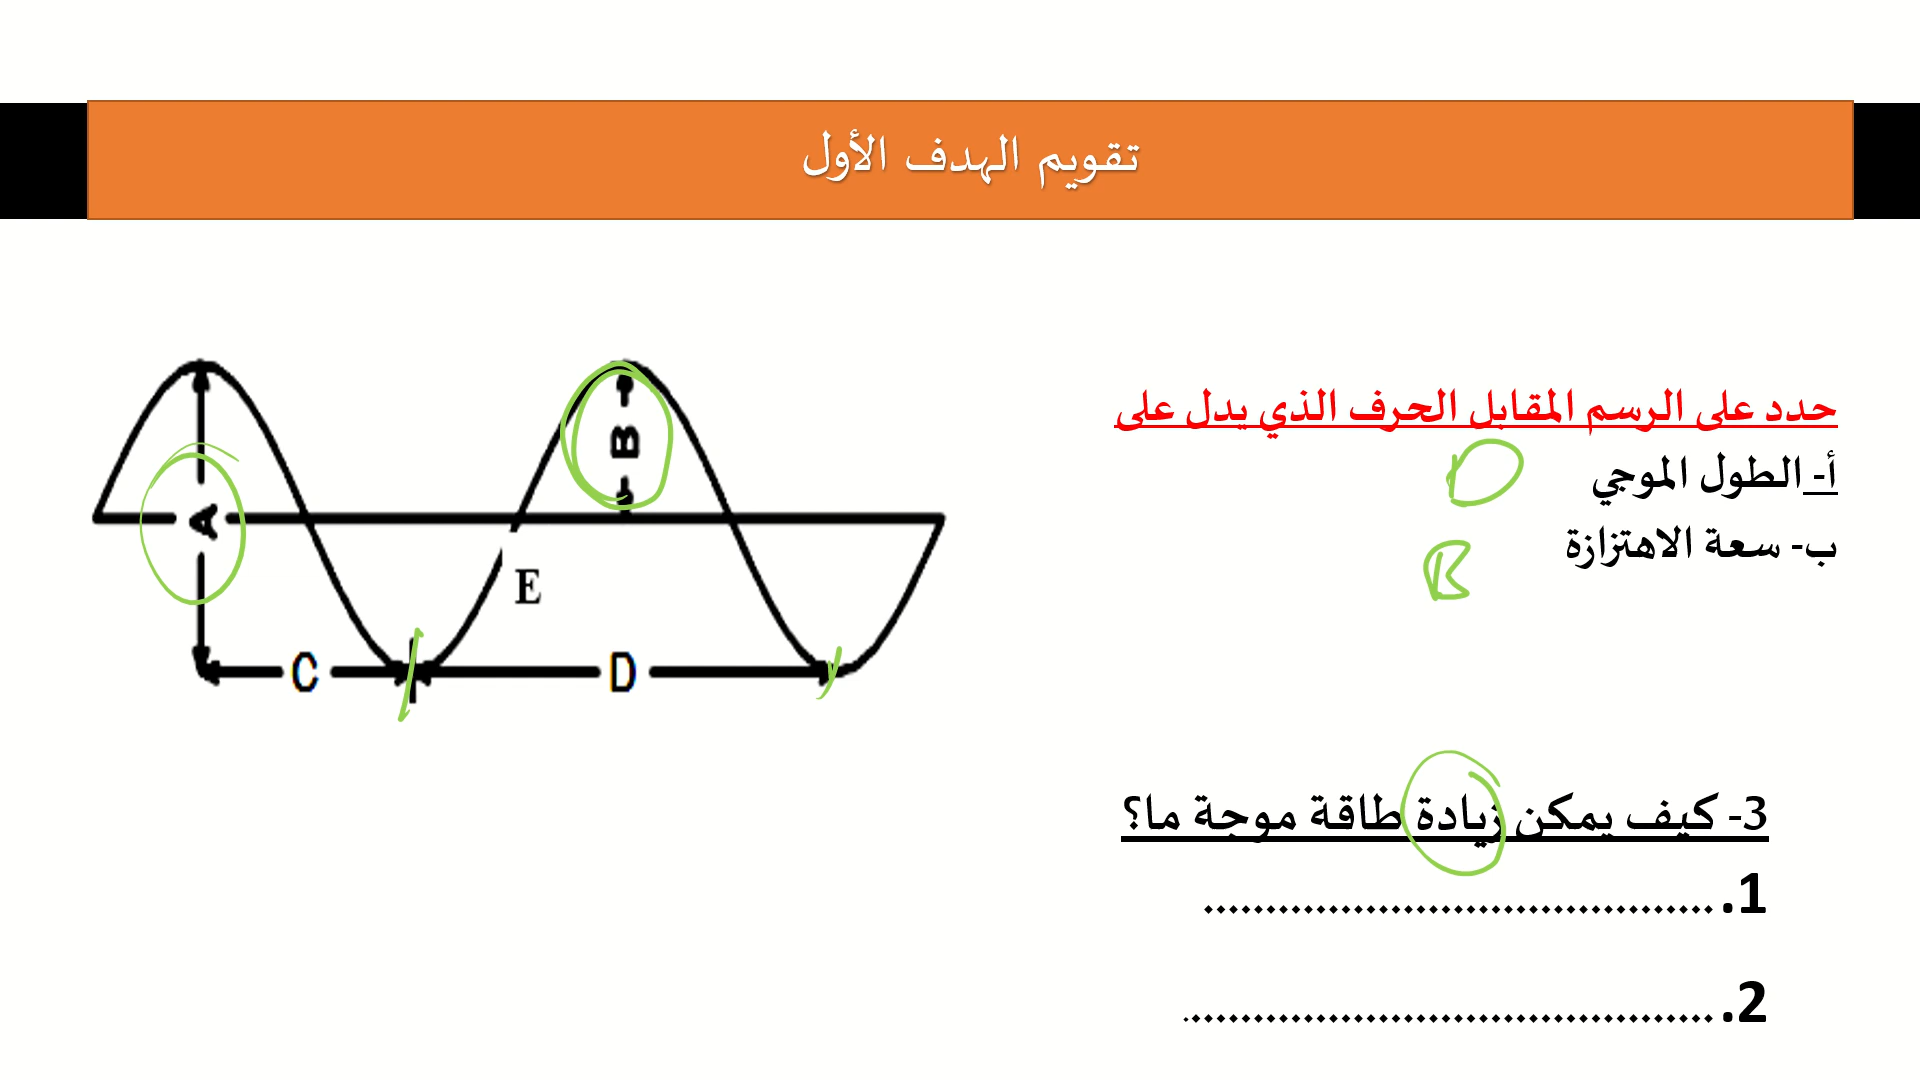 تقويم الهدف الأول
حدد على الرسم المقابل الحرف الذي يدل على
أ- الطول الموجي D
ب- سعة الاهتزازة B
A
B
E
C
D
3- كيف يمكن زيادة طاقة موجة ما؟
1. .........................................
2. ...........................................